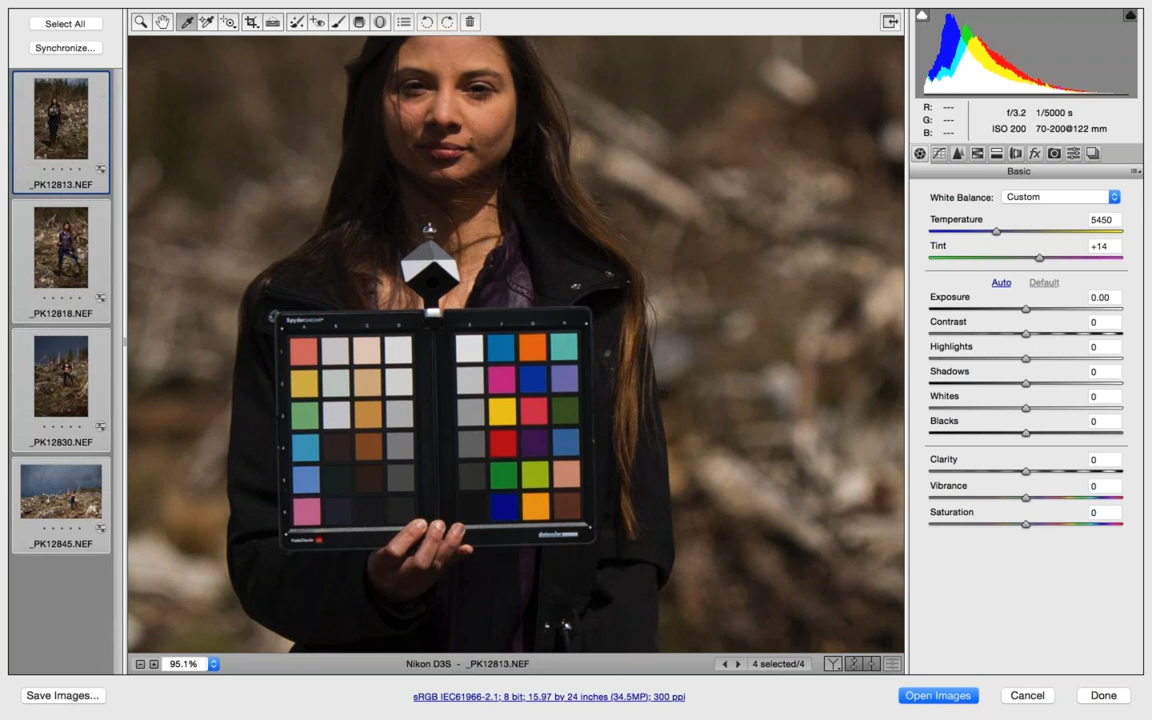 Select All
Synchronize...
_PK12813.NEF
_PK12818.NEF
_PK12830.NEF
_PK12845.NEF
SpyderCHECKR
A B C D E F G H
datacolor
R: ---
G: ---
B: ---
f/3.2 1/5000 s
ISO 200 70-200@122 mm
fx
Basic
White Balance: Custom
Temperature 5450
Tint +14
Auto Default
Exposure 0.00
Contrast 0
Highlights 0
Shadows 0
Whites 0
Blacks 0
Clarity 0
Vibrance 0
Saturation 0
95.1%
Nikon D3S - _PK12813.NEF
4 selected/4
Save Images...
sRGB IEC61966-2.1; 8 bit; 15.97 by 24 inches (34.5MP); 300 ppi
Open Images
Cancel
Done